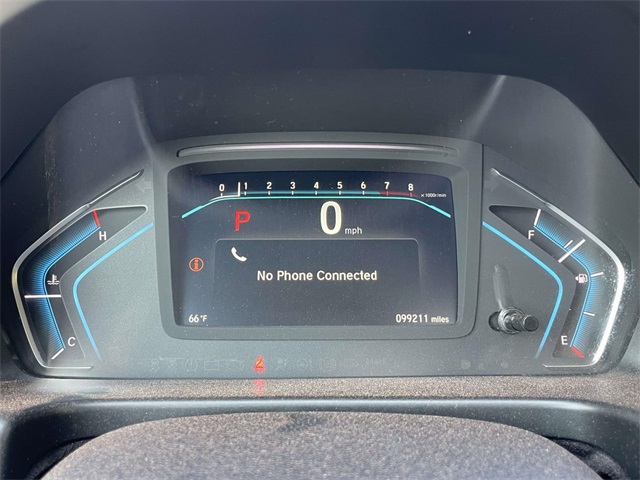 0 1 2 3 4 5 6 7 8 x1000r/min
P 0 mph
H
F
No Phone Connected
C
E
66°F 099211 miles